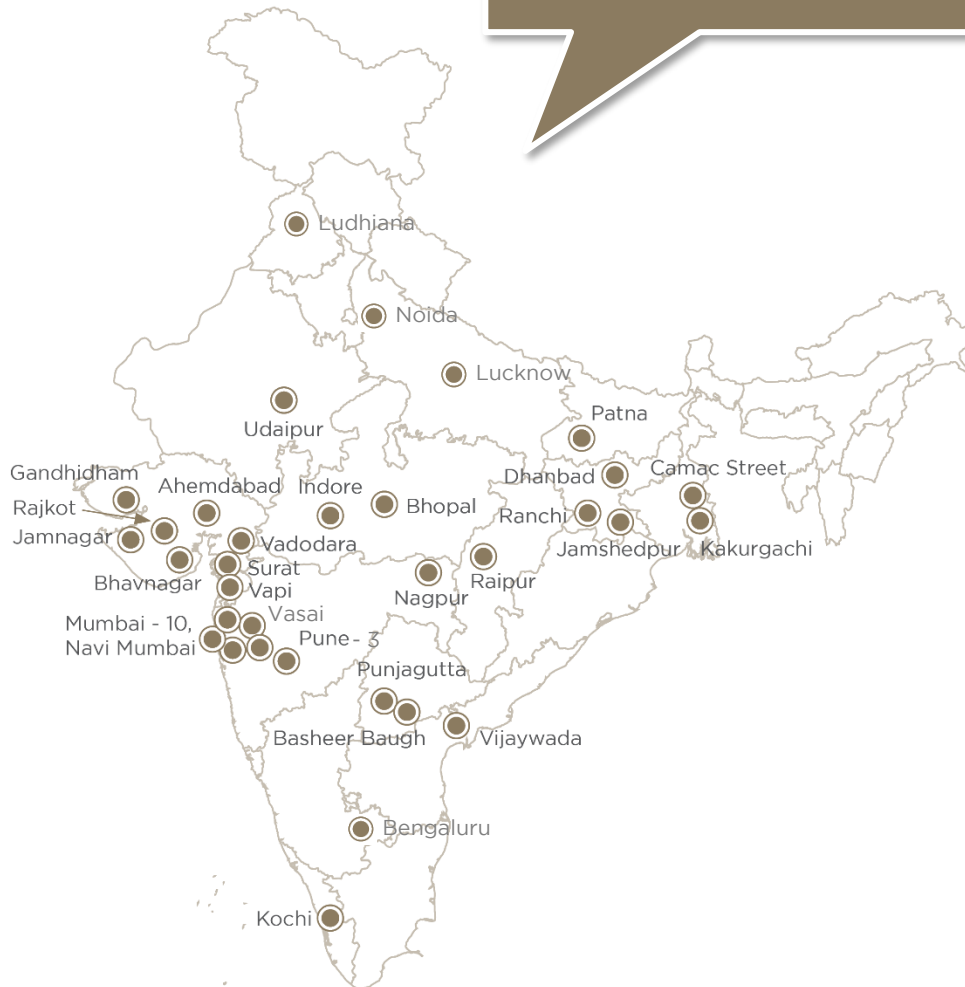 Ludhiana
Noida
Lucknow
Udaipur
Patna
Gandhidham
Ahemdabad
Indore
Dhanbad
Camac Street
Rajkot
Bhopal
Ranchi
Jamnagar
Vadodara
Jamshedpur
Kakurgachi
Surat
Bhavnagar
Raipur
Vapi
Nagpur
Vasai
Mumbai - 10,
Navi Mumbai
Pune - 3
Punjagutta
Basheer Baugh
Vijaywada
Bengaluru
Kochi